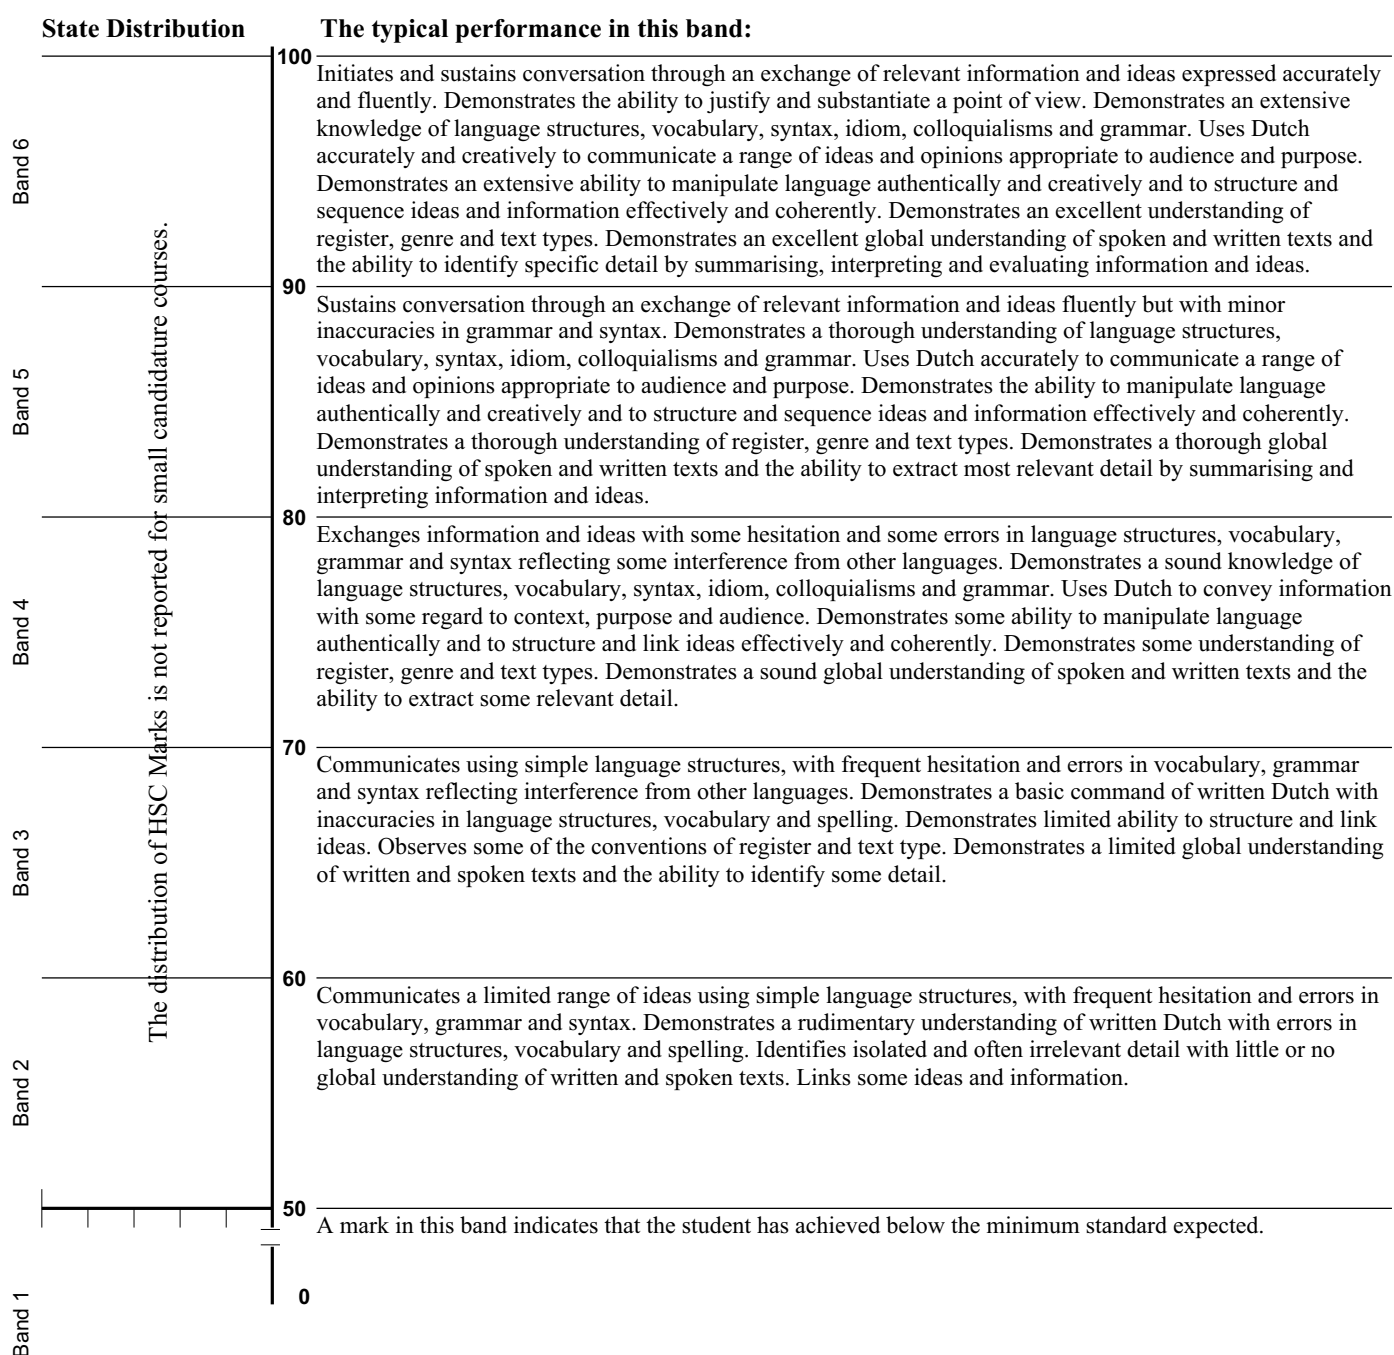 State Distribution
The typical performance in this band:
100
Band 6
Initiates and sustains conversation through an exchange of relevant information and ideas expressed accurately
and fluently. Demonstrates the ability to justify and substantiate a point of view. Demonstrates an extensive
knowledge of language structures, vocabulary, syntax, idiom, colloquialisms and grammar. Uses Dutch
accurately and creatively to communicate a range of ideas and opinions appropriate to audience and purpose.
Demonstrates an extensive ability to manipulate language authentically and creatively and to structure and
sequence ideas and information effectively and coherently. Demonstrates an excellent understanding of
register, genre and text types. Demonstrates an excellent global understanding of spoken and written texts and
the ability to identify specific detail by summarising, interpreting and evaluating information and ideas.
The distribution of HSC Marks is not reported for small candidature courses.
90
Band 5
Sustains conversation through an exchange of relevant information and ideas fluently but with minor
inaccuracies in grammar and syntax. Demonstrates a thorough understanding of language structures,
vocabulary, syntax, idiom, colloquialisms and grammar. Uses Dutch accurately to communicate a range of
ideas and opinions appropriate to audience and purpose. Demonstrates the ability to manipulate language
authentically and creatively and to structure and sequence ideas and information effectively and coherently.
Demonstrates a thorough understanding of register, genre and text types. Demonstrates a thorough global
understanding of spoken and written texts and the ability to extract most relevant detail by summarising and
interpreting information and ideas.
80
Band 4
Exchanges information and ideas with some hesitation and some errors in language structures, vocabulary,
grammar and syntax reflecting some interference from other languages. Demonstrates a sound knowledge of
language structures, vocabulary, syntax, idiom, colloquialisms and grammar. Uses Dutch to convey information
with some regard to context, purpose and audience. Demonstrates some ability to manipulate language
authentically and to structure and link ideas effectively and coherently. Demonstrates some understanding of
register, genre and text types. Demonstrates a sound global understanding of spoken and written texts and the
ability to extract some relevant detail.
70
Band 3
Communicates using simple language structures, with frequent hesitation and errors in vocabulary, grammar
and syntax reflecting interference from other languages. Demonstrates a basic command of written Dutch with
inaccuracies in language structures, vocabulary and spelling. Demonstrates limited ability to structure and link
ideas. Observes some of the conventions of register and text type. Demonstrates a limited global understanding
of written and spoken texts and the ability to identify some detail.
60
Band 2
Communicates a limited range of ideas using simple language structures, with frequent hesitation and errors in
vocabulary, grammar and syntax. Demonstrates a rudimentary understanding of written Dutch with errors in
language structures, vocabulary and spelling. Identifies isolated and often irrelevant detail with little or no
global understanding of written and spoken texts. Links some ideas and information.
50
Band 1
A mark in this band indicates that the student has achieved below the minimum standard expected.
0